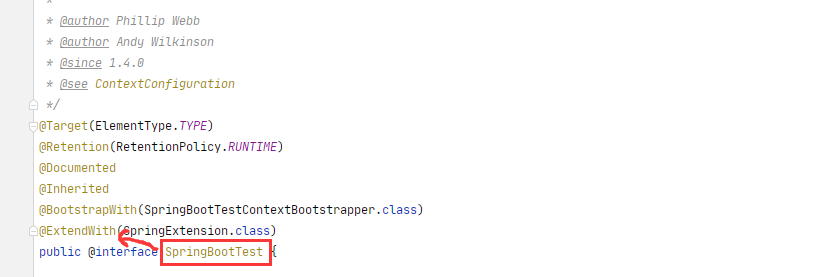 * @author Phillip Webb
* @author Andy Wilkinson
* @since 1.4.0
* @see ContextConfiguration
*/
@Target(ElementType.TYPE)
@Retention(RetentionPolicy.RUNTIME)
@Documented
@Inherited
@BootstrapWith(SpringBootTestContextBootstrapper.class)
@ExtendWith(SpringExtension.class)
public @interface SpringBootTest {